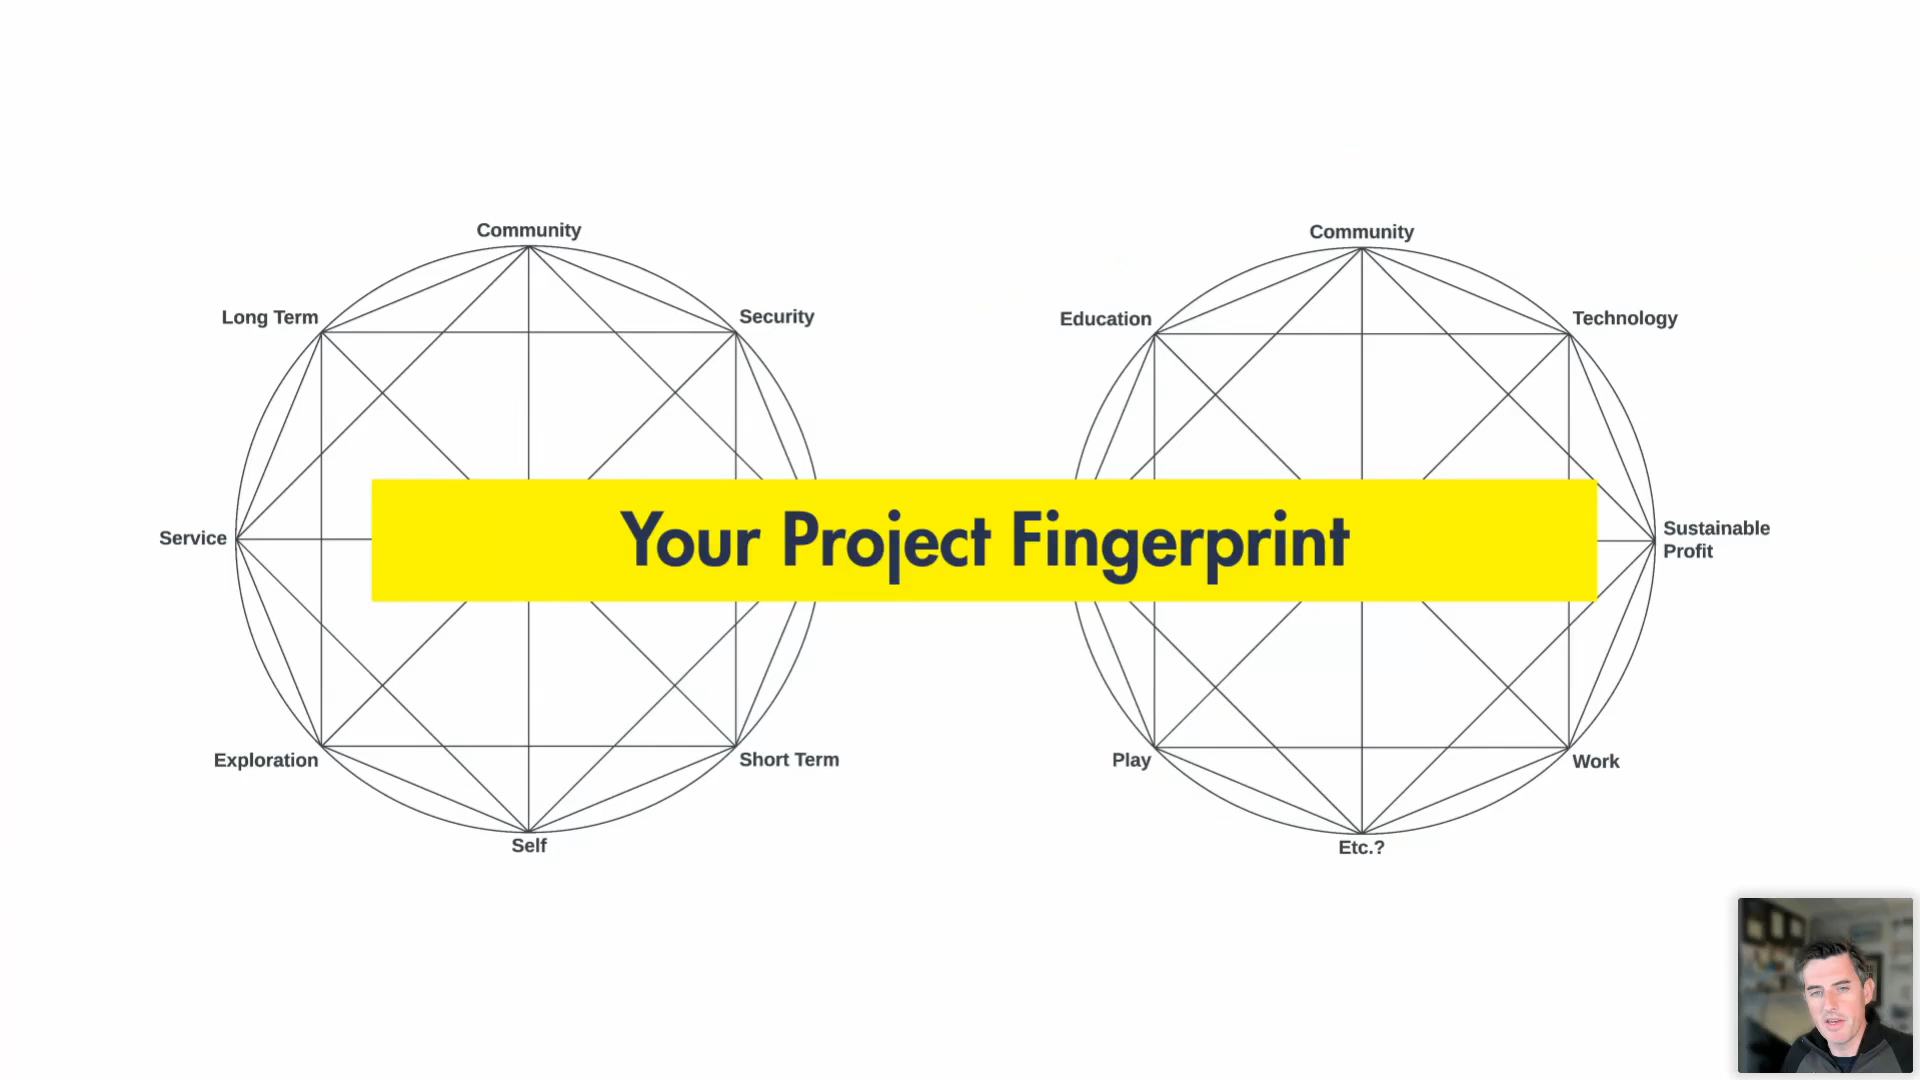 Community
Long Term
Security
Service
Exploration
Short Term
Self
Your Project Fingerprint
Community
Education
Technology
Sustainable
Profit
Play
Work
Etc.?